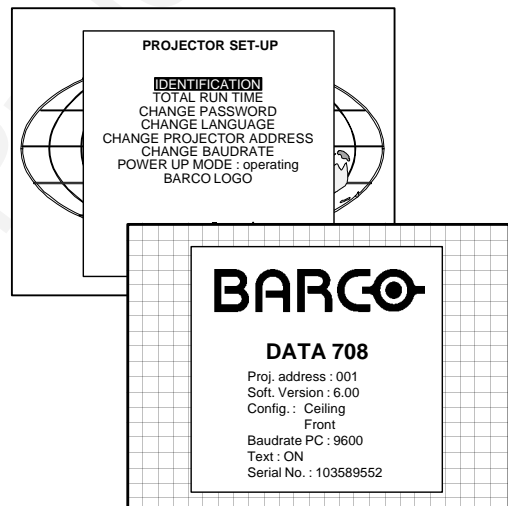 PROJECTOR SET-UP
IDENTIFICATION
TOTAL RUN TIME
CHANGE PASSWORD
CHANGE LANGUAGE
CHANGE PROJECTOR ADDRESS
CHANGE BAUDRATE
POWER UP MODE : operating
BARCO LOGO
BARCO
DATA 708
Proj. address : 001
Soft. Version : 6.00
Config. : Ceiling
Front
Baudrate PC : 9600
Text : ON
Serial No. : 103589552